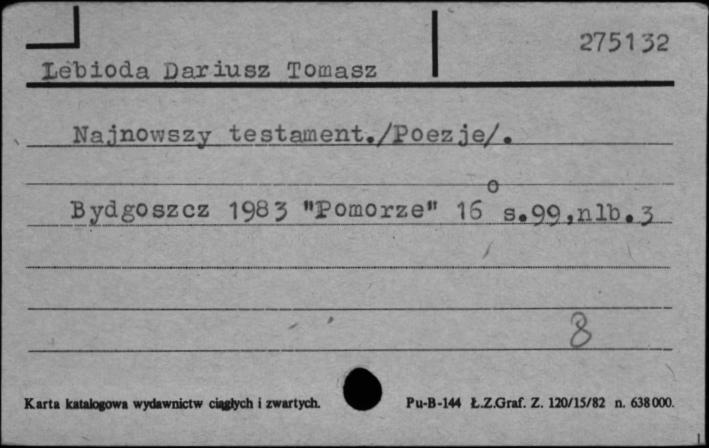 275132
Lebioda Dariusz Tomasz
Najnowszy testament./Poezje/.
Bydgoszcz 1983 "Pomorze" 16° s.99,nlb.3
8
Karta katalogowa wydawnictw ciągłych i zwartych. Pu-B-144 Ł.Z.Graf. Z. 120/15/82 n. 638000.